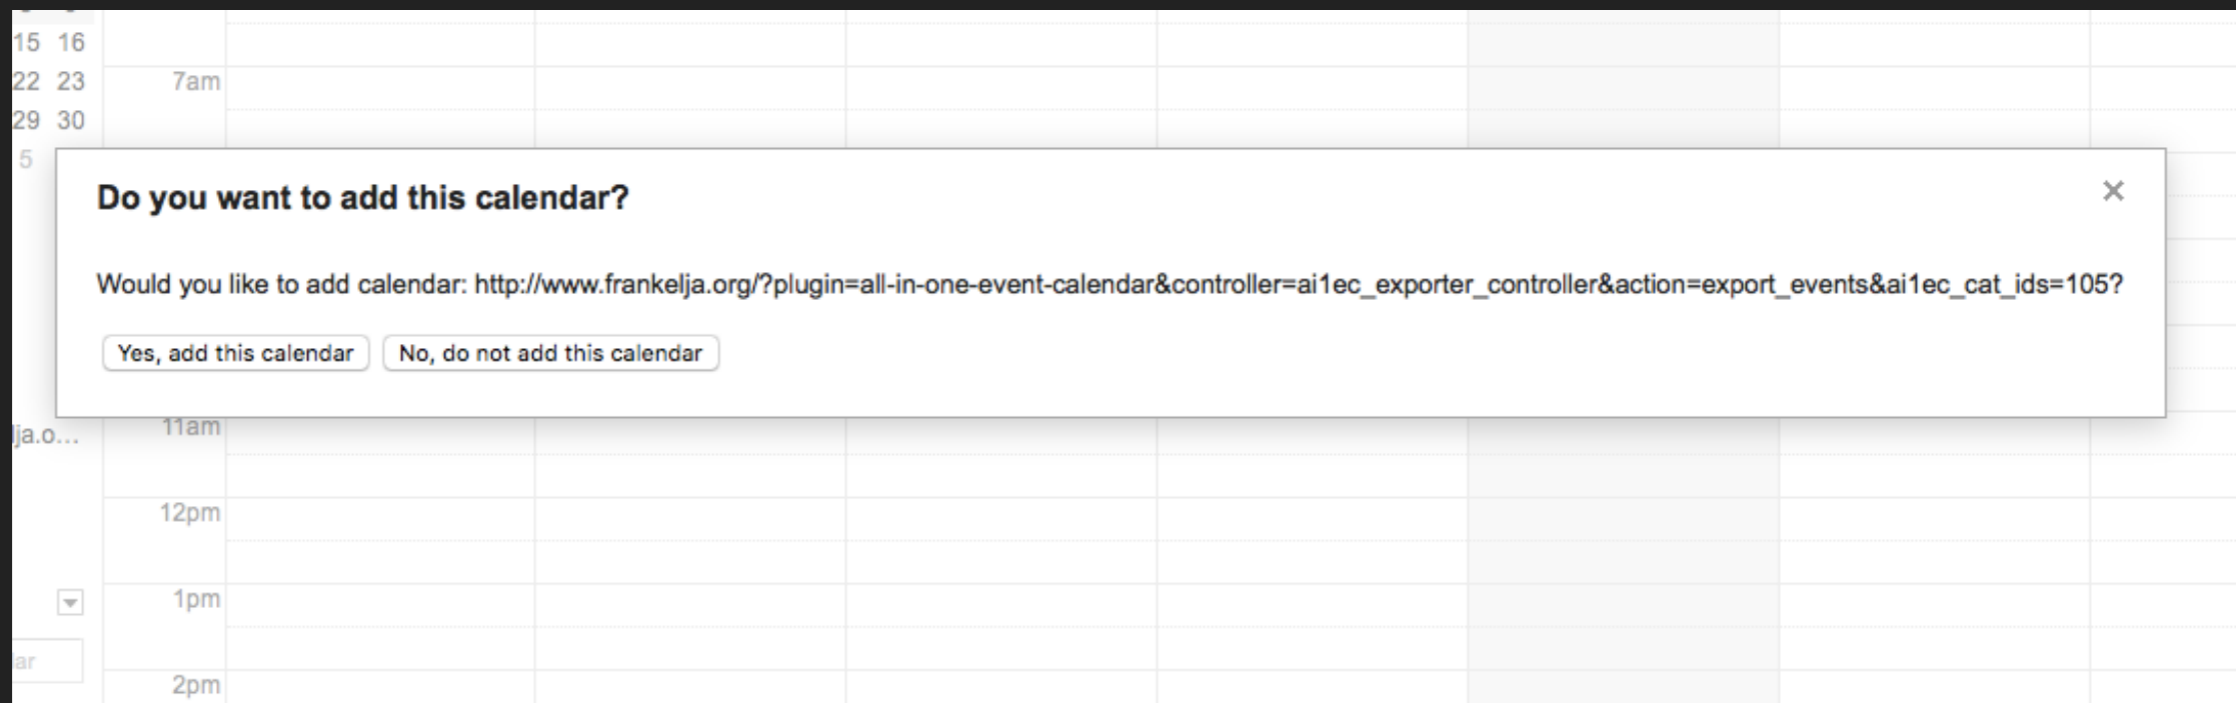 15 16
22 23
7am
29 30
5
Do you want to add this calendar?
×
Would you like to add calendar: http://www.frankelja.org/?plugin=all-in-one-event-calendar&controller=ai1ec_exporter_controller&action=export_events&ai1ec_cat_ids=105?
Yes, add this calendar
No, do not add this calendar
11am
lja.o...
12pm
1pm
2pm